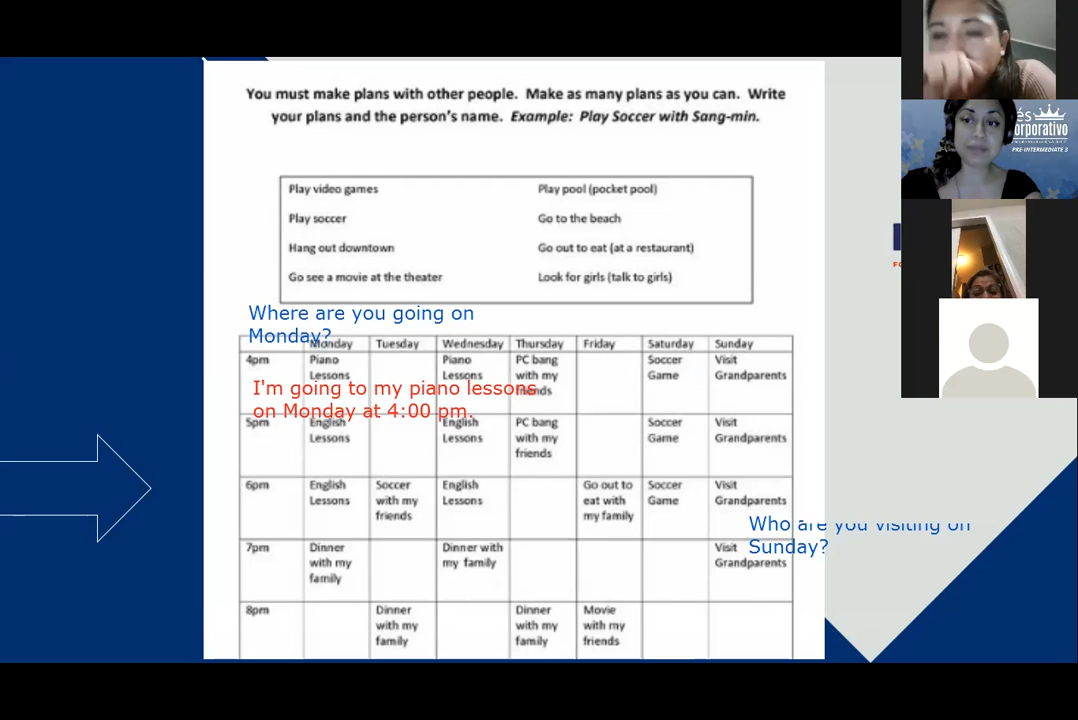 You must make plans with other people. Make as many plans as you can. Write
your plans and the person's name. Example: Play Soccer with Sang-min.
Play video games
Play pool (pocket pool)
Play soccer
Go to the beach
Hang out downtown
Go out to eat (at a restaurant)
Go see a movie at the theater
Look for girls (talk to girls)
Where are you going on
Monday?
Monday Tuesday Wednesday Thursday Friday Saturday Sunday
4pm Piano Piano PC bang Soccer Visit
Lessons Lessons with my Game Grandparents
friends
I'm going to my piano lessons
on Monday at 4:00 pm.
5pm English English PC bang Soccer Visit
Lessons Lessons with my Game Grandparents
friends
6pm English Soccer English Go out to Soccer Visit
Lessons with my Lessons eat with Game Grandparents
friends my family
Who are you visiting on
Sunday?
7pm Dinner Dinner with Visit
with my my family Grandparents
family
8pm Dinner Dinner Movie
with my with my with my
family family friends
és
orporativo
PRE-INTERMEDIATE 3